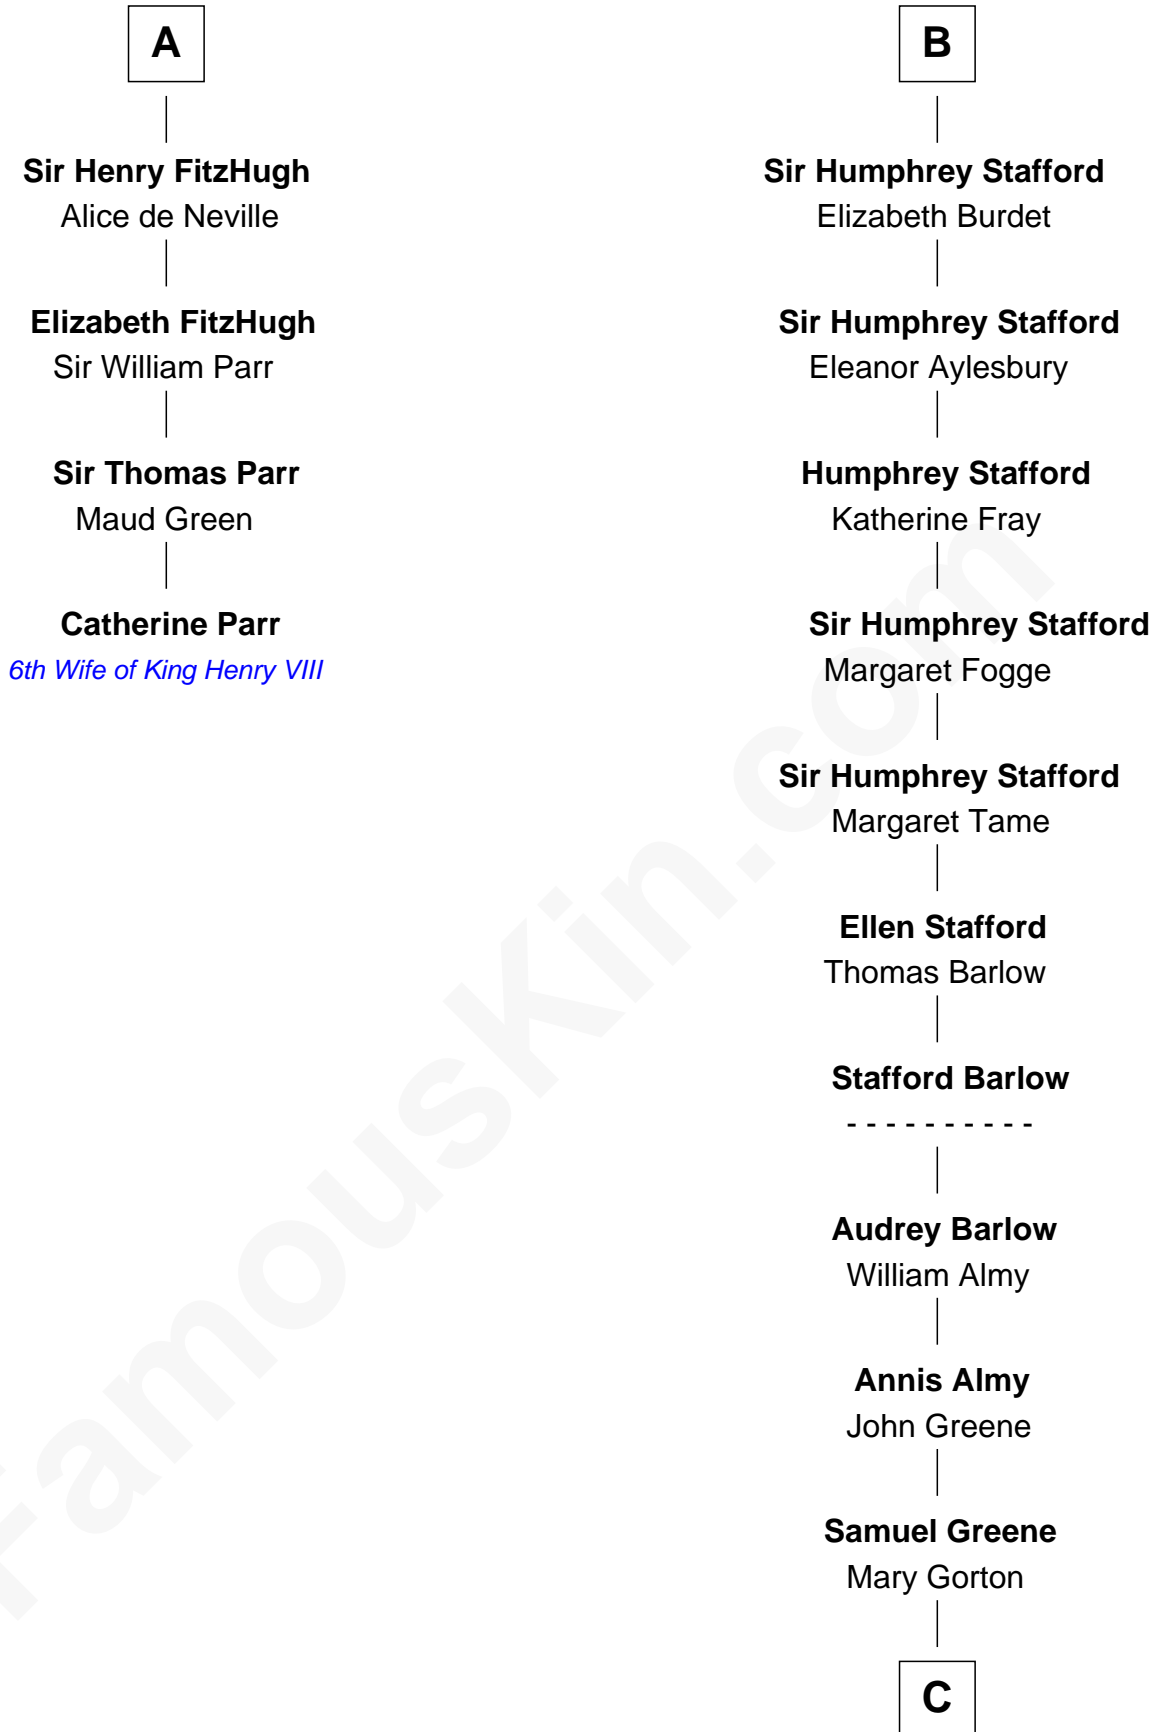 A
Sir Henry FitzHugh
Alice de Neville
Elizabeth FitzHugh
Sir William Parr
Sir Thomas Parr
Maud Green
Catherine Parr
6th Wife of King Henry VIII
B
Sir Humphrey Stafford
Elizabeth Burdet
Sir Humphrey Stafford
Eleanor Aylesbury
Humphrey Stafford
Katherine Fray
Sir Humphrey Stafford
Margaret Fogge
Sir Humphrey Stafford
Margaret Tame
Ellen Stafford
Thomas Barlow
Stafford Barlow
- - - - - - - - - -
Audrey Barlow
William Almy
Annis Almy
John Greene
Samuel Greene
Mary Gorton
C
FamousKin.com